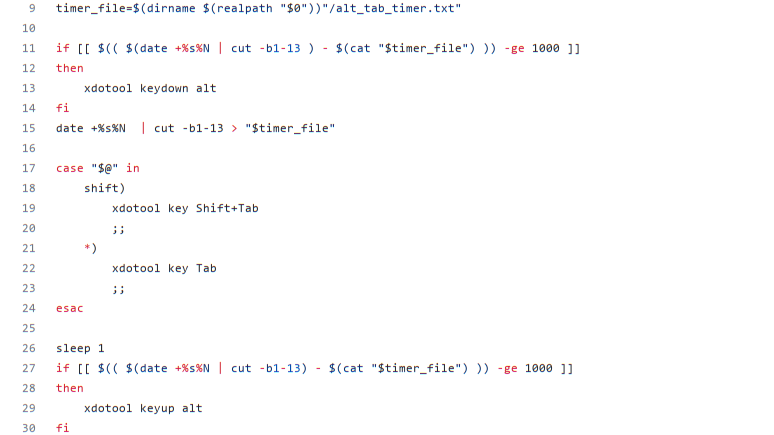 9 timer_file=$(dirname $(realpath "$0"))"/alt_tab_timer.txt"
10
11 if [[ $(( $(date +%s%N | cut -b1-13 ) - $(cat "$timer_file") )) -ge 1000 ]]
12 then
13     xdotool keydown alt
14 fi
15 date +%s%N  | cut -b1-13 > "$timer_file"
16
17 case "$@" in
18     shift)
19         xdotool key Shift+Tab
20         ;;
21     *)
22         xdotool key Tab
23         ;;
24 esac
25
26 sleep 1
27 if [[ $(( $(date +%s%N | cut -b1-13) - $(cat "$timer_file") )) -ge 1000 ]]
28 then
29     xdotool keyup alt
30 fi